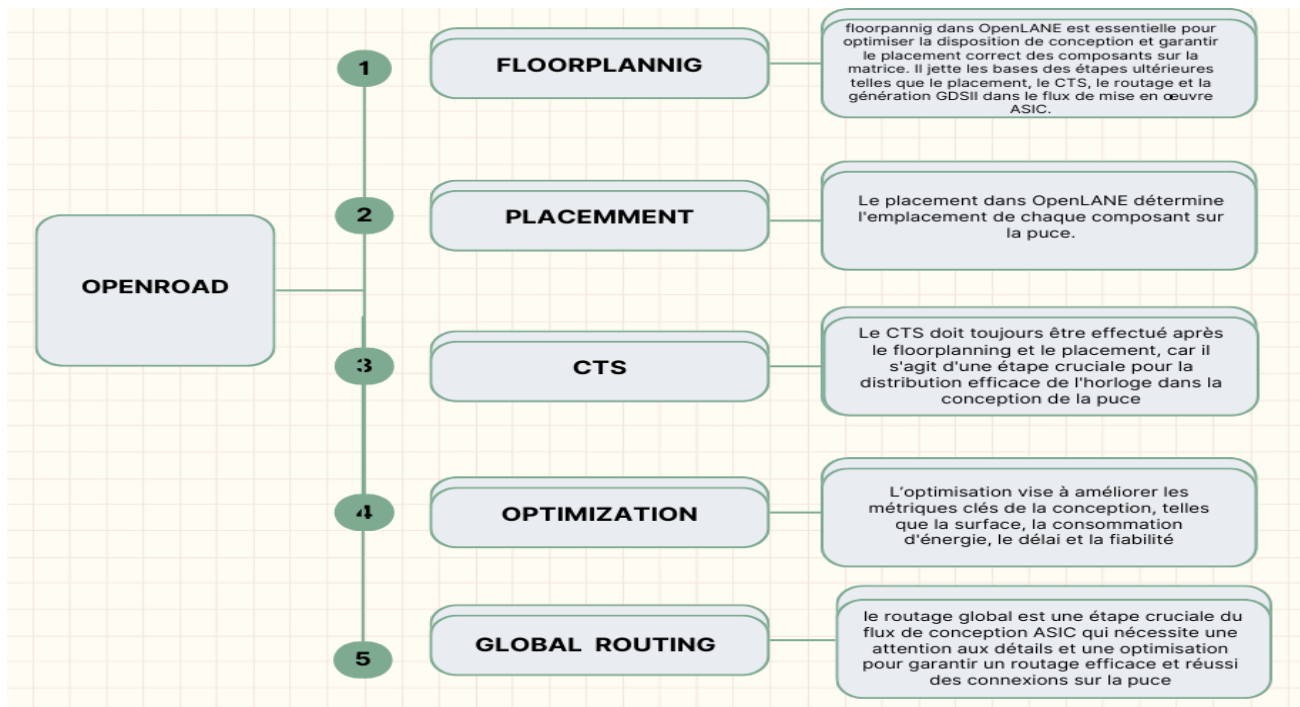 OPENROAD
1
FLOORPLANNIG
floorpannig dans OpenLANE est essentielle pour
optimiser la disposition de conception et garantir
le placement correct des composants sur la
matrice. Il jette les bases des étapes ultérieures
telles que le placement, le CTS, le routage et la
génération GDSII dans le flux de mise en œuvre
ASIC.
2
PLACEMMENT
Le placement dans OpenLANE détermine
l'emplacement de chaque composant sur
la puce.
3
CTS
Le CTS doit toujours être effectué après
le floorplanning et le placement, car il
s'agit d'une étape cruciale pour la
distribution efficace de l'horloge dans la
conception de la puce
4
OPTIMIZATION
L'optimisation vise à améliorer les
métriques clés de la conception, telles
que la surface, la consommation
d'énergie, le délai et la fiabilité
5
GLOBAL ROUTING
le routage global est une étape cruciale du
flux de conception ASIC qui nécessite une
attention aux détails et une optimisation
pour garantir un routage efficace et réussi
des connexions sur la puce